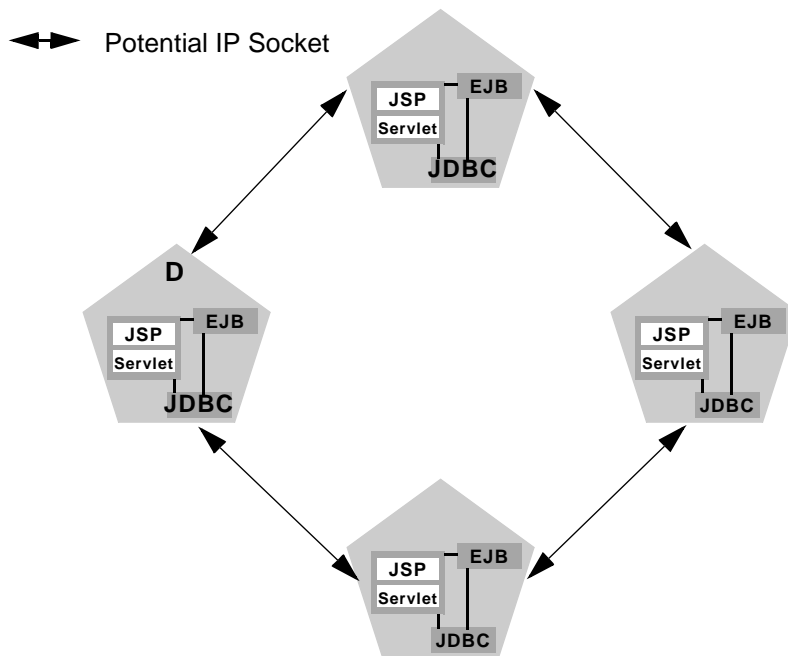 Potential IP Socket
EJB
JSP
Servlet
JDBC
D
EJB
JSP
Servlet
JDBC
EJB
JSP
Servlet
JDBC
EJB
JSP
Servlet
JDBC